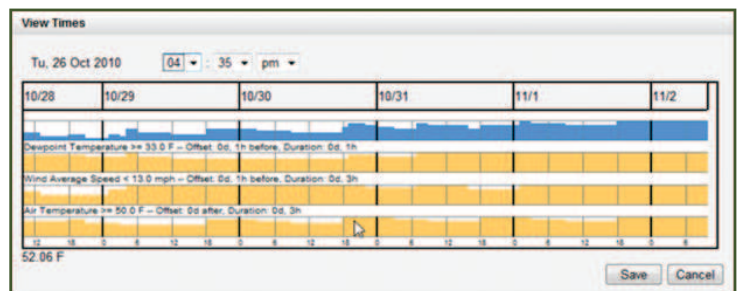 View Times
Tu, 26 Oct 2010 04 : 35 pm
10/28 10/29 10/30 10/31 11/1 11/2
Dewpoint Temperature >= 33.0 F -- Offset: 0d, 1h before, Duration: 0d, 1h
Wind Average Speed < 13.0 mph -- Offset: 0d, 1h before, Duration: 0d, 3h
Air Temperature >= 50.0 F -- Offset: 0d after, Duration: 0d, 3h
12 18 0 6 12 18 0 6 12 18 0 6 12 18 0 6 12 18 0 6
52.06 F
Save Cancel